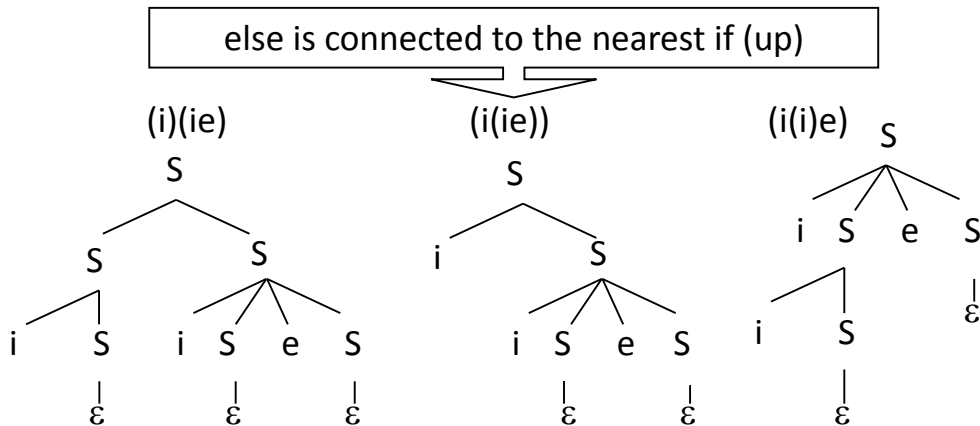 else is connected to the nearest if (up)
(i)(ie) (i(ie)) (i(i)e)
S S S
S S i S i S e S
i S i S e S i S e S i S ε
ε ε ε ε ε ε